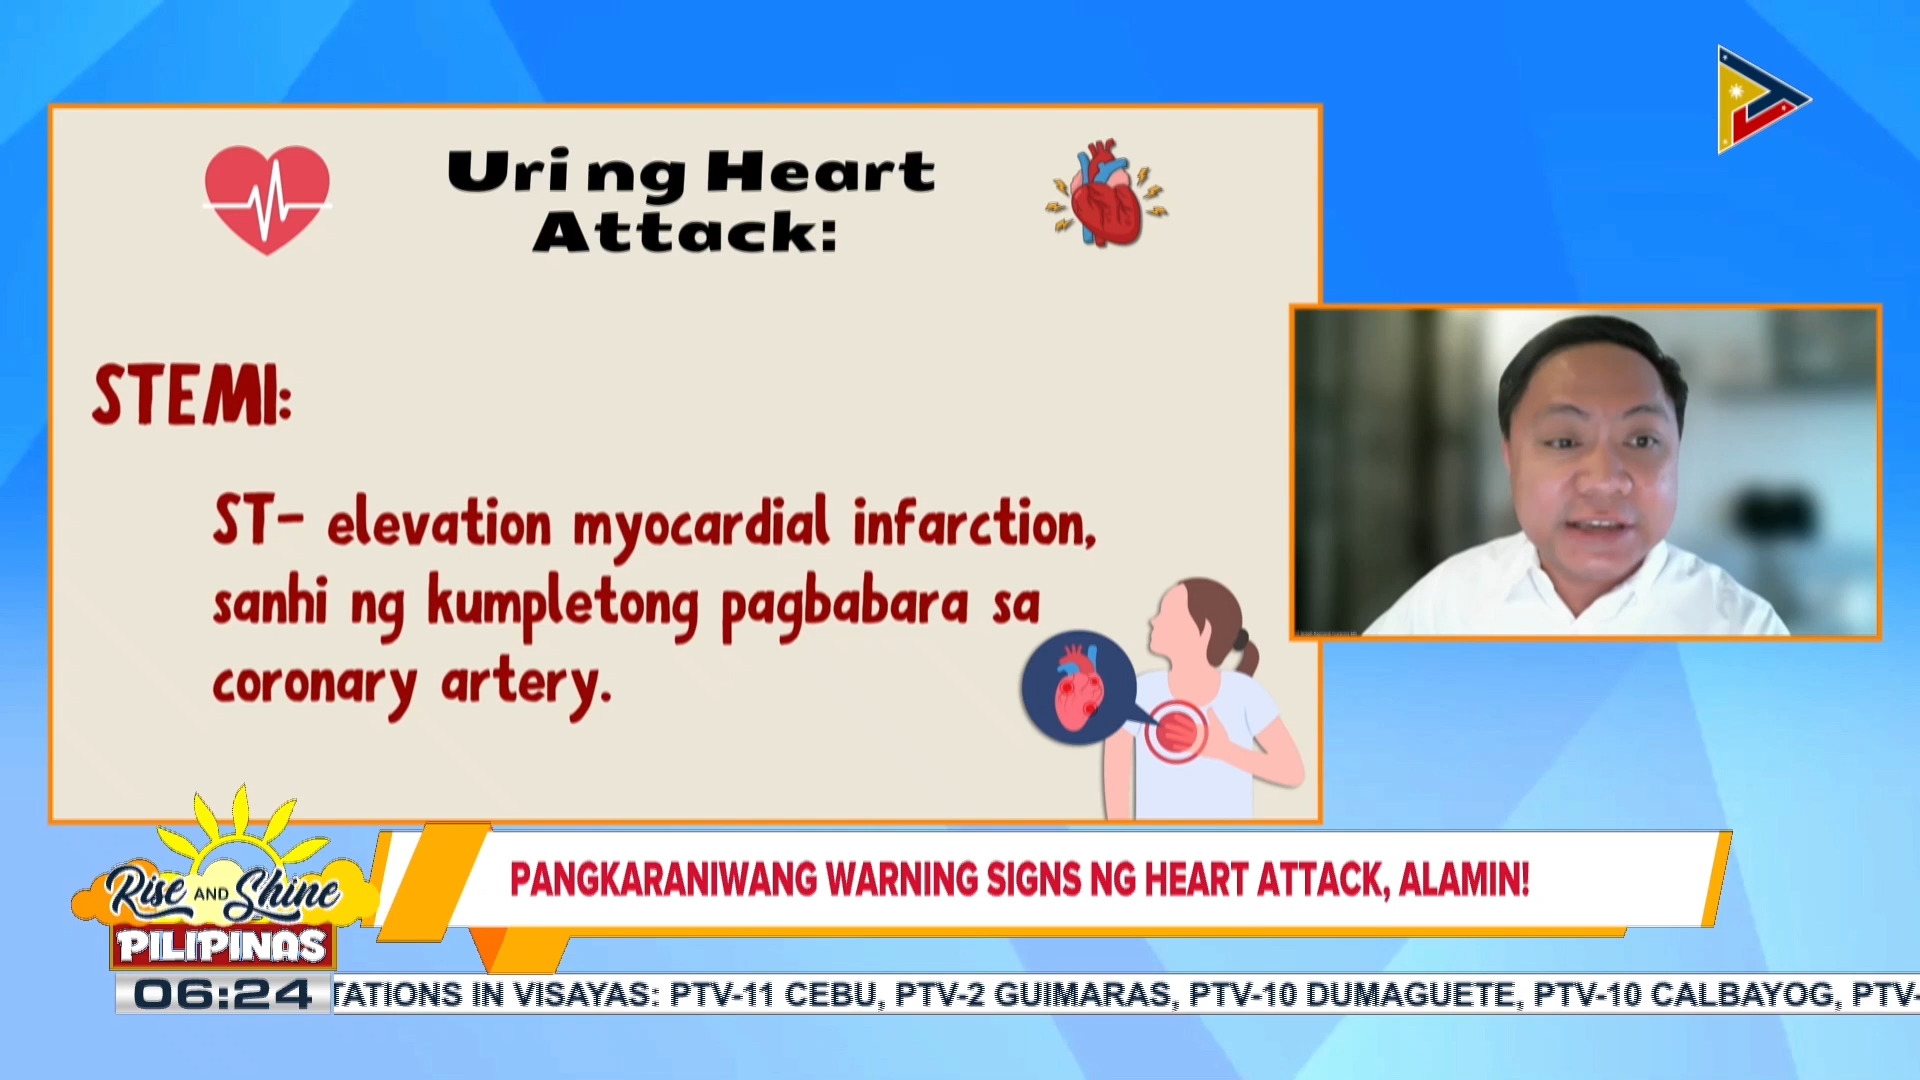 Uri ng Heart
Attack:
STEMI:
ST- elevation myocardial infarction,
sanhi ng kumpletong pagbabara sa
coronary artery.
PANGKARANIWANG WARNING SIGNS NG HEART ATTACK, ALAMIN!
Rise AND Shine
PILIPINAS
06:24
TATIONS IN VISAYAS: PTV-11 CEBU, PTV-2 GUIMARAS, PTV-10 DUMAGUETE, PTV-10 CALBAYOG, PTV-